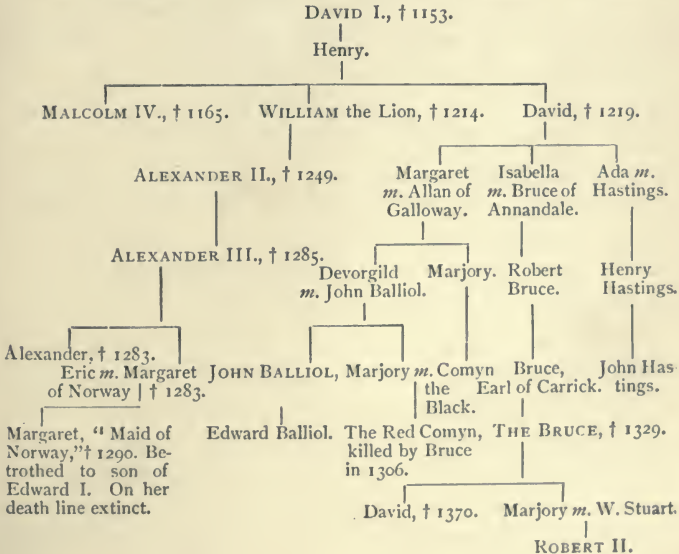 DAVID I., † 1153.
Henry.
MALCOLM IV., † 1165. WILLIAM the Lion, † 1214. David, † 1219.
ALEXANDER II., † 1249.
Margaret
m. Allan of
Galloway.
Isabella
m. Bruce of
Annandale.
Ada m.
Hastings.
ALEXANDER III., † 1285.
Devorgild
m. John Balliol.
Marjory.
Robert
Bruce.
Henry
Hastings.
Alexander, † 1283.
Eric m. Margaret
of Norway | † 1283.
JOHN BALLIOL,
Marjory m. Comyn
the
Black.
Bruce,
Earl of Carrick.
John Has
tings.
Margaret, "Maid of
Norway," † 1290. Be-
trothed to son of
Edward I. On her
death line extinct.
Edward Balliol.
The Red Comyn,
killed by Bruce
in 1306.
THE BRUCE, † 1329.
David, † 1370.
Marjory m. W. Stuart.
ROBERT II.